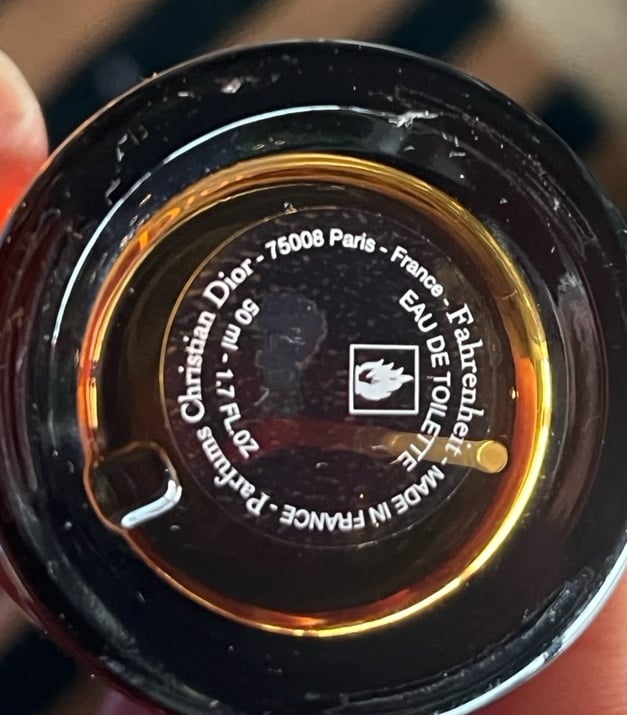 Parfums Christian Dior - 75008 Paris - France - Fahrenheit - MADE IN FRANCE -
EAU DE TOILETTE
50 ml - 1.7 FL.OZ